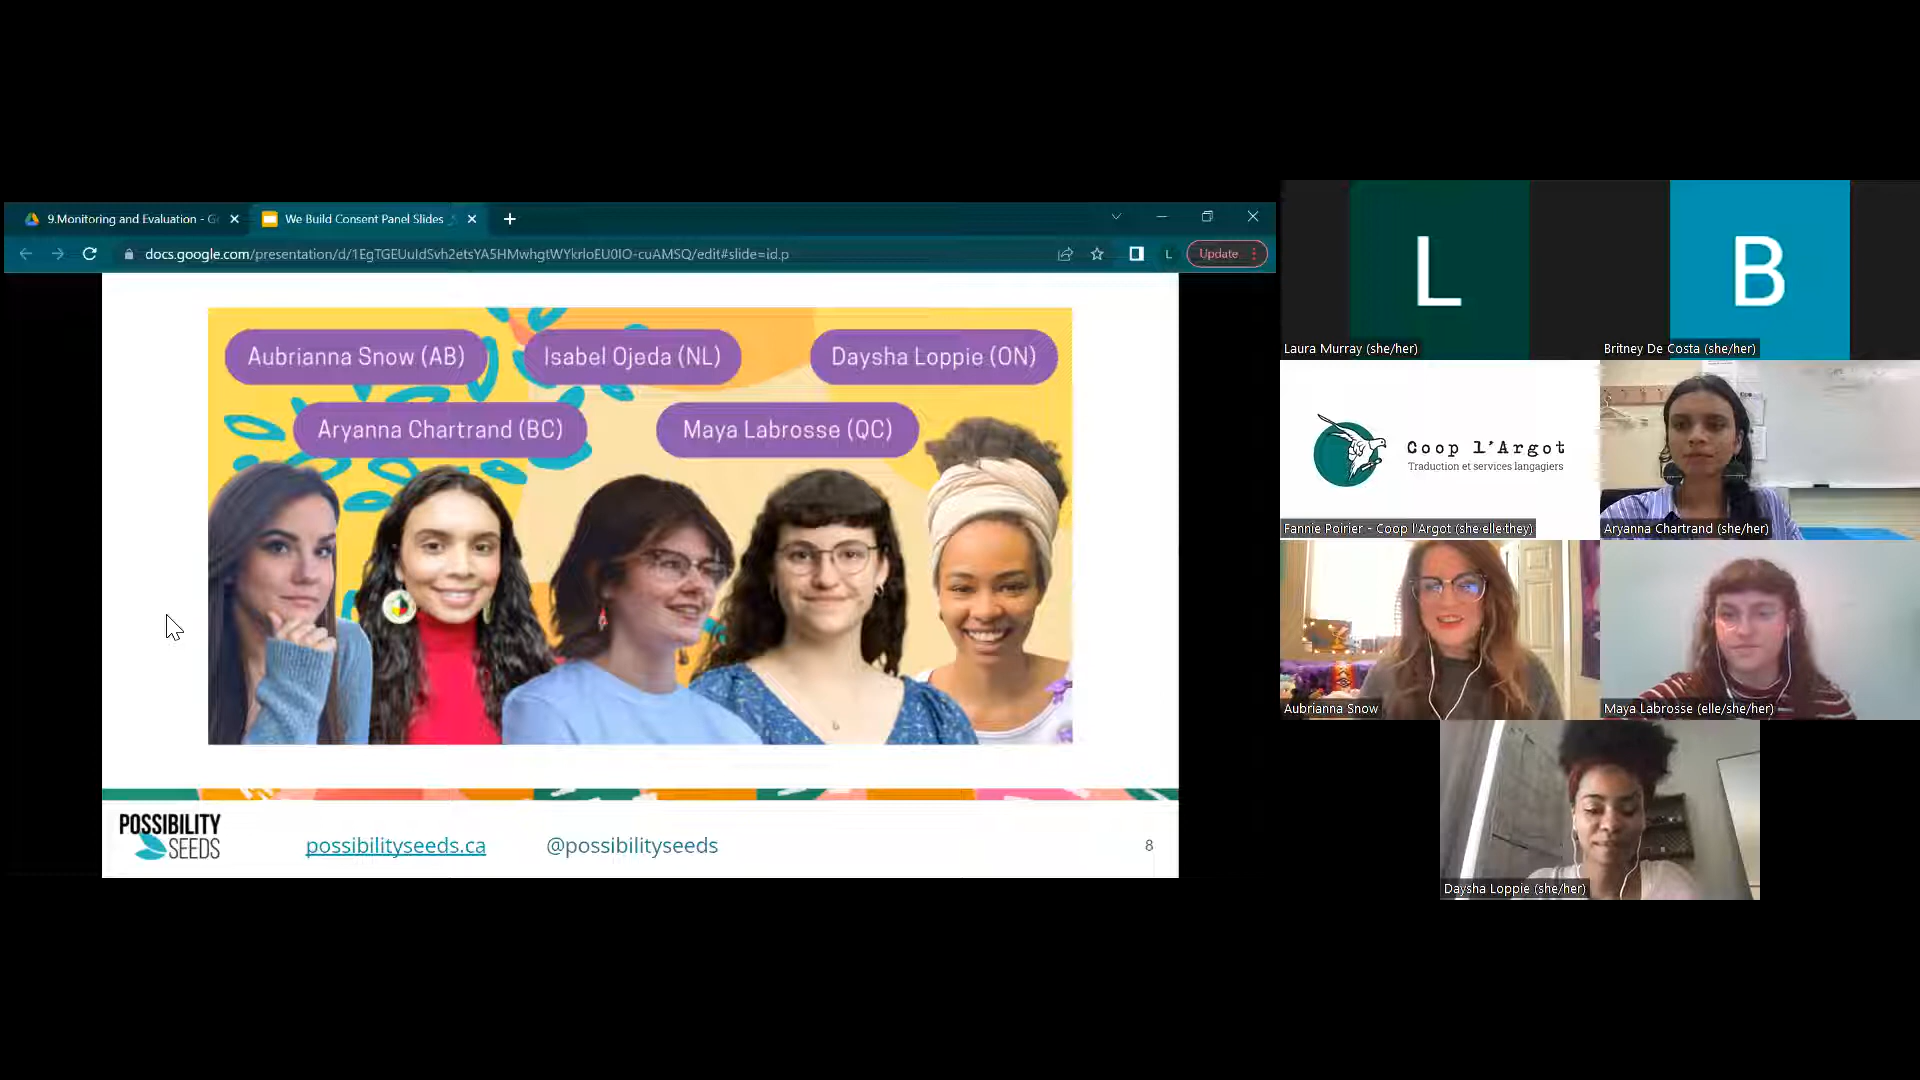 9.Monitoring and Evaluation - G
We Build Consent Panel Slides
docs.google.com/presentation/d/1EgTGEUuIdSvh2etsYA5HMwhgtWYkrloEU0IO-cuAMSQ/edit#slide=id.p
L
Update
Aubrianna Snow (AB)
Isabel Ojeda (NL)
Daysha Loppie (ON)
Aryanna Chartrand (BC)
Maya Labrosse (QC)
POSSIBILITY
SEEDS
possibilityseeds.ca
@possibilityseeds
8
L
Laura Murray (she/her)
B
Britney De Costa (she/her)
Coop l'Argot
Traduction et services langagiers
Fannie Poirier - Coop l'Argot (she·elle·they)
Aryanna Chartrand (she/her)
Aubrianna Snow
Maya Labrosse (elle/she/her)
Daysha Loppie (she/her)